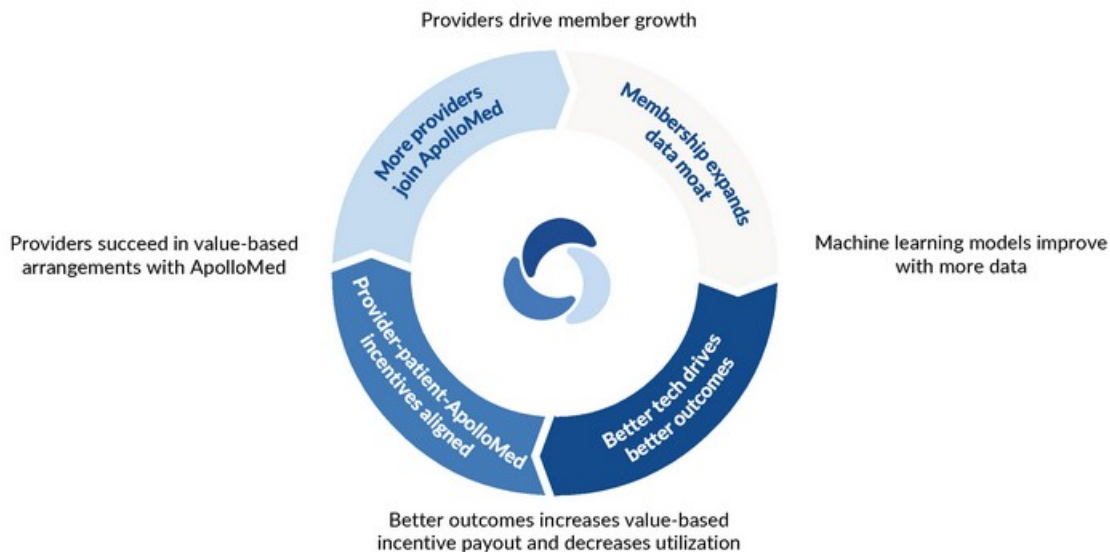 Providers drive member growth
More providers
join ApolloMed
Membership expands
data moat
Providers succeed in value-based
arrangements with ApolloMed
Machine learning models improve
with more data
Provider-patient-ApolloMed
incentives aligned
Better tech drives
better outcomes
Better outcomes increases value-based
incentive payout and decreases utilization